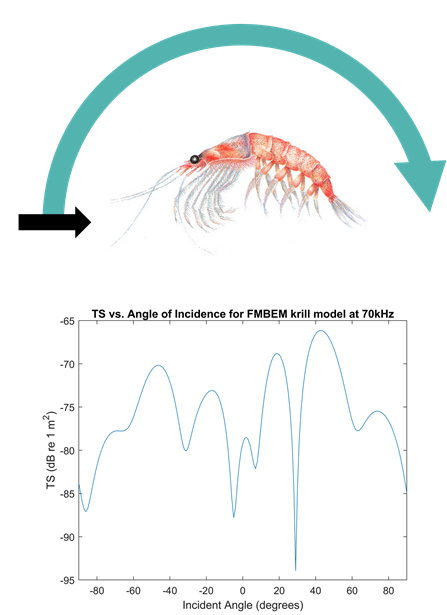 TS vs. Angle of Incidence for FMBEM krill model at 70kHz
-65
-70
-75
-80
-85
-90
-95
TS (dB re 1 m²)
-80 -60 -40 -20 0 20 40 60 80
Incident Angle (degrees)